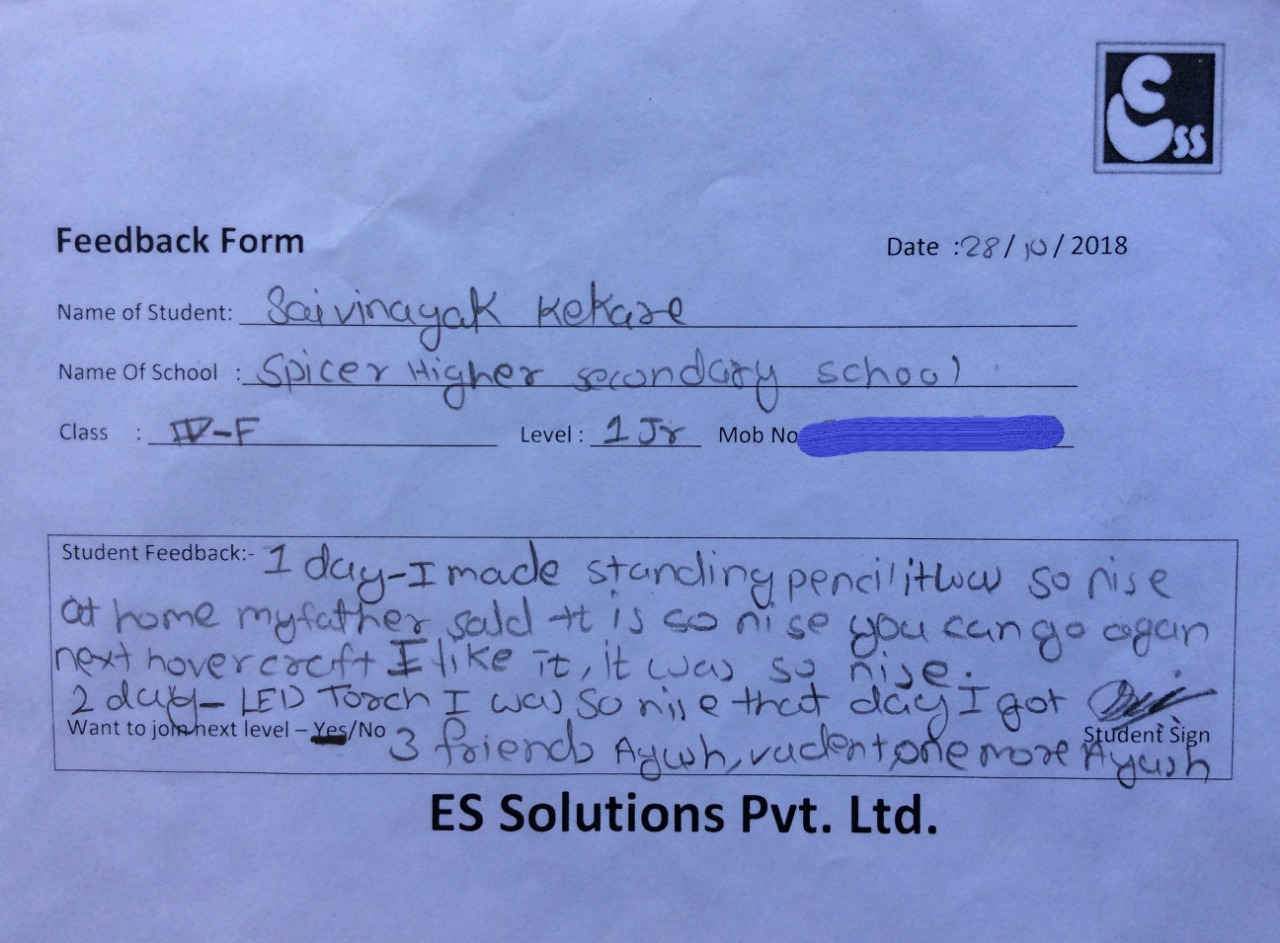 ss
Feedback Form
Date :28/10/2018
Name of Student: Saivinayak Kekare
Name Of School : Spicer Higher secondary school
Class : IV-F Level : 1 Jr Mob No
Student Feedback:- 1 day-I made standing pencil it was so nise
at home my father said it is so nise you can go agan
next hovercraft I like it, it was so nise.
2 day- LED Torch I was so nise that day I got
Want to join next level – Yes/No 3 friends Ayush, vadent, one more Ayush
Student Sign
ES Solutions Pvt. Ltd.